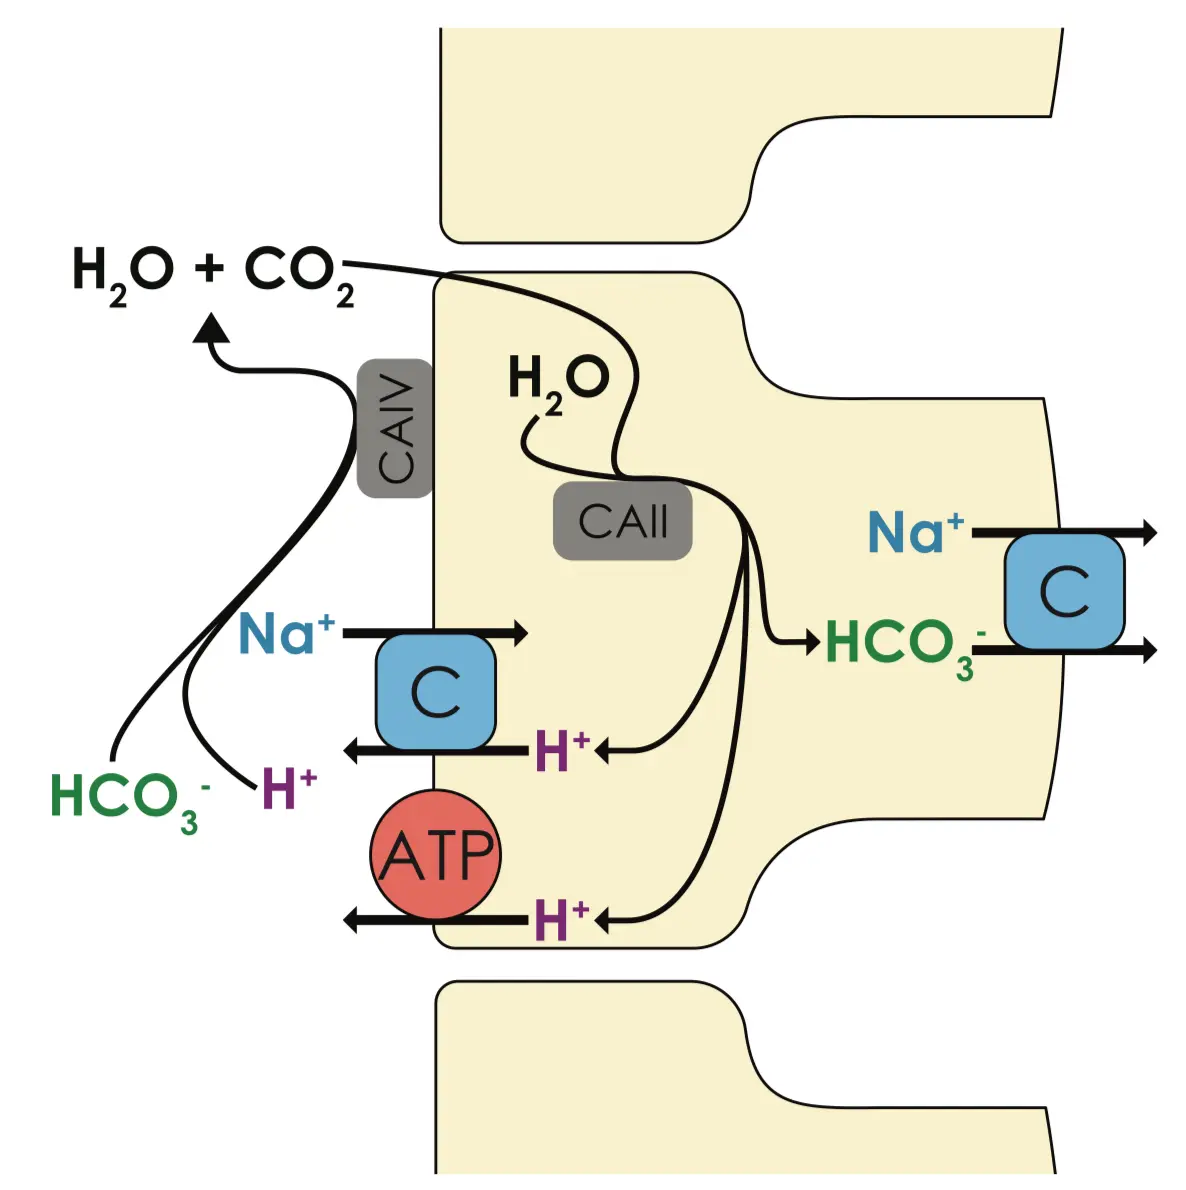 H₂O + CO₂
H₂O
CAIV
CAII
Na⁺
C
Na⁺
HCO₃⁻
C
H⁺
HCO₃⁻
H⁺
ATP
H⁺